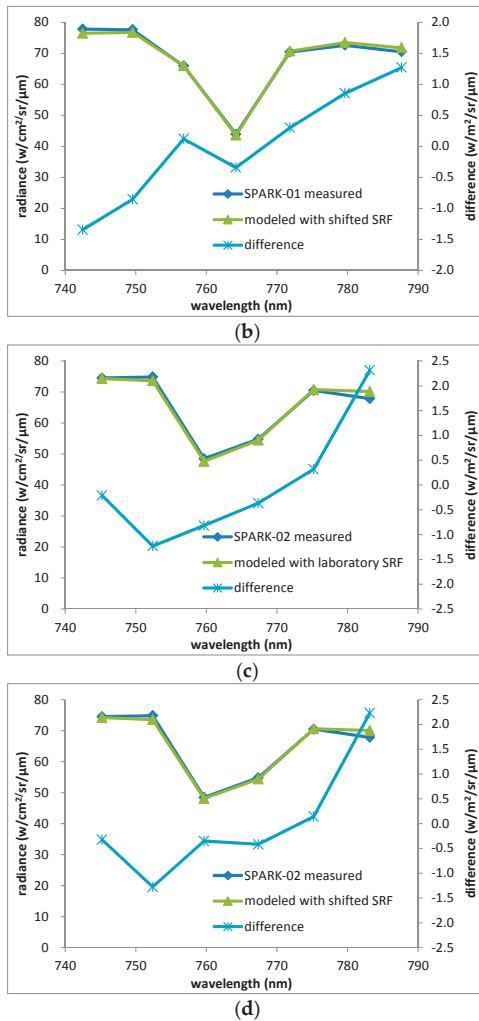 80 2.0
70 1.5
60 1.0
50 0.5
40 0.0
30 -0.5
20 -1.0
10 -1.5
0 -2.0
radiance (w/cm²/sr/μm)
difference (w/m²/sr/μm)
SPARK-01 measured
modeled with shifted SRF
difference
740 750 760 770 780 790
wavelength (nm)
(b)
80 2.5
70 2.0
60 1.5
1.0
50 0.5
40 0.0
30 -0.5
20 -1.0
-1.5
10 -2.0
0 -2.5
radiance (w/cm²/sr/μm)
difference (w/m²/sr/μm)
SPARK-02 measured
modeled with laboratory SRF
difference
740 750 760 770 780 790
wavelength (nm)
(c)
80 2.5
70 2.0
60 1.5
1.0
50 0.5
40 0.0
30 -0.5
20 -1.0
-1.5
10 -2.0
0 -2.5
radiance (w/cm²/sr/μm)
difference (w/m²/sr/μm)
SPARK-02 measured
modeled with shifted SRF
difference
740 750 760 770 780 790
wavelength (nm)
(d)